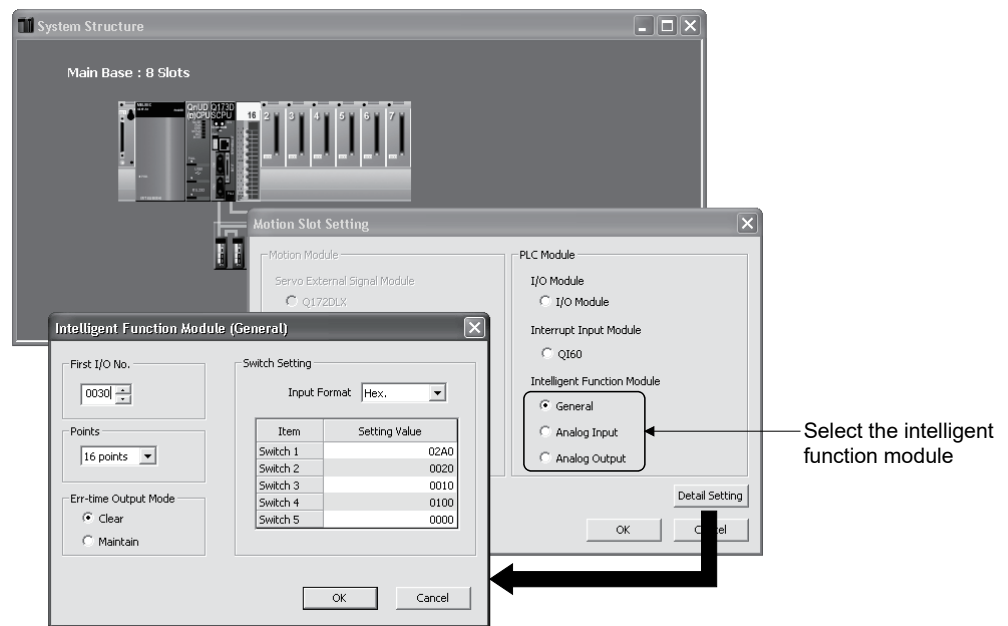 System Structure
Main Base : 8 Slots
QnUD Q173D
(H)CPU SCPU
16 2 3 4 5 6 7
Motion Slot Setting
Motion Module
Servo External Signal Module
Q172DLX
PLC Module
I/O Module
I/O Module
Interrupt Input Module
QI60
Intelligent Function Module
General
Analog Input
Analog Output
Detail Setting
OK
Select the intelligent
function module
Intelligent Function Module (General)
First I/O No.
0030
Points
16 points
Err-time Output Mode
Clear
Maintain
Switch Setting
Input Format Hex.
Item Setting Value
Switch 1 02A0
Switch 2 0020
Switch 3 0010
Switch 4 0100
Switch 5 0000
OK Cancel